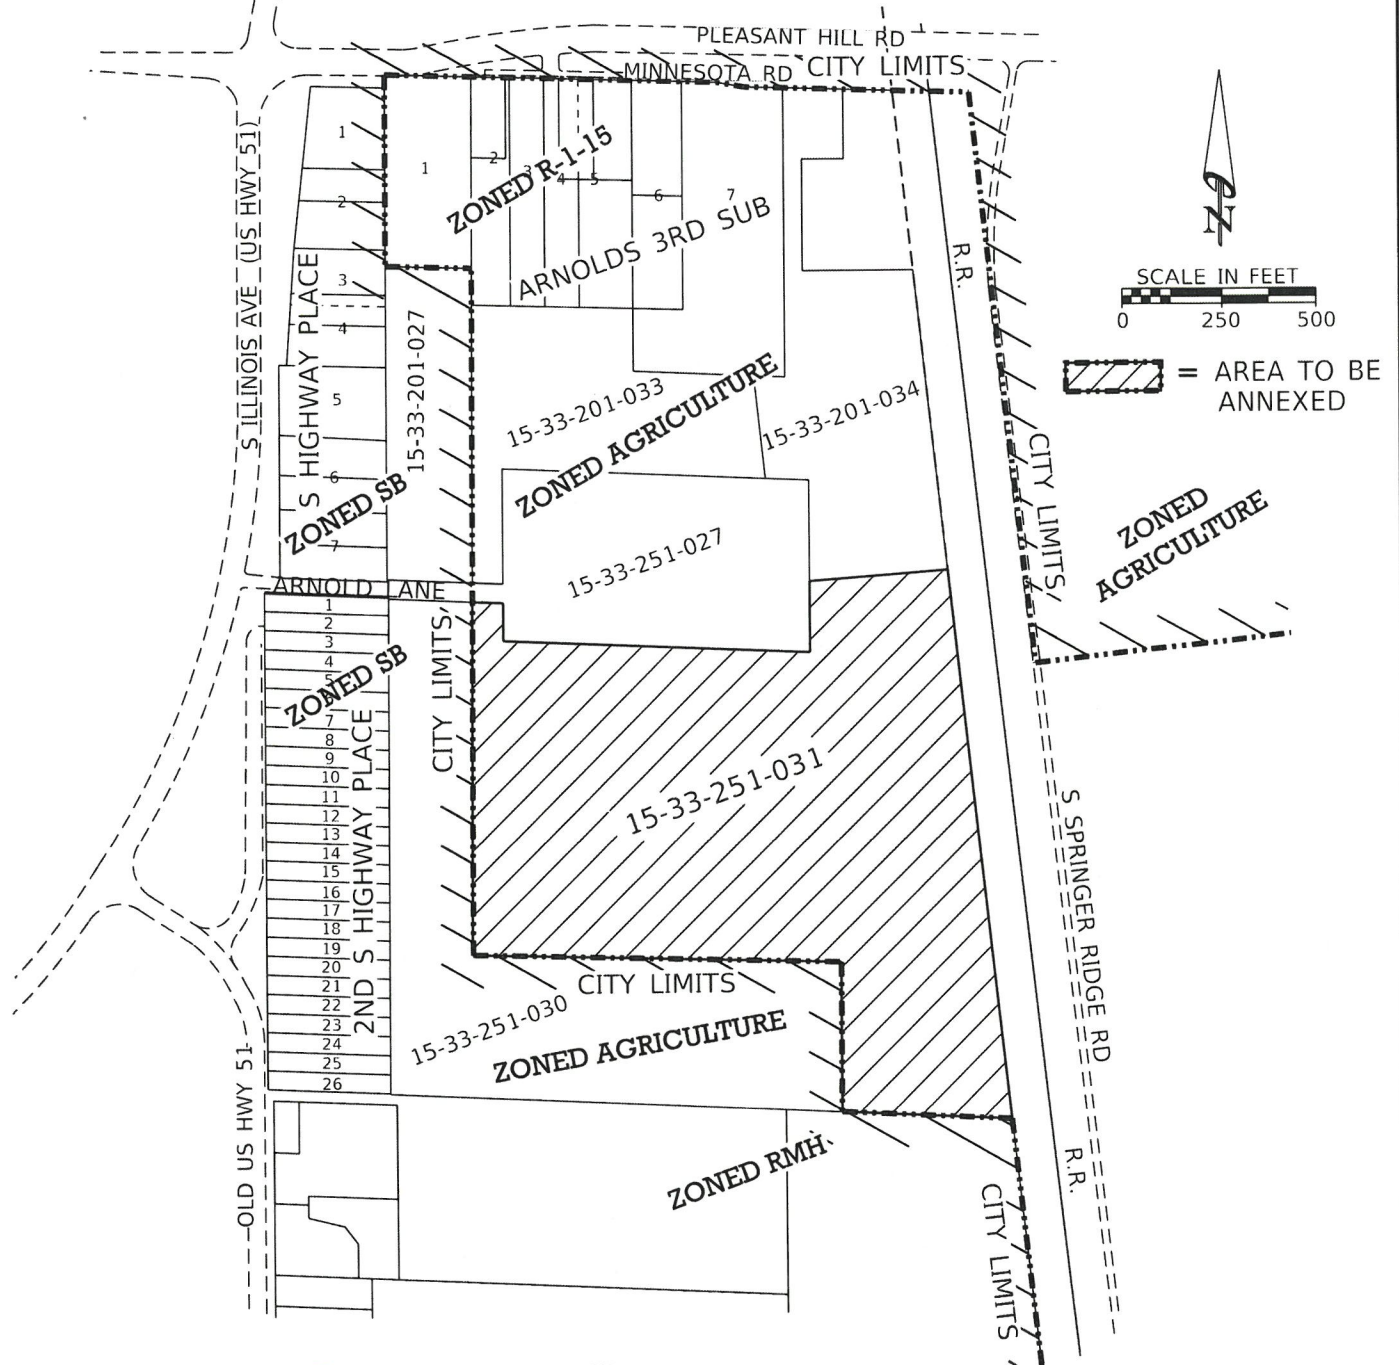 PLEASANT HILL RD
MINNESOTA RD
CITY LIMITS
S ILLINOIS AVE (US HWY 51)
1
2
3
4
5
6
7
S HIGHWAY PLACE
ZONED SB
1
2
3
4
5
6
7
ZONED R-1-15
ARNOLDS 3RD SUB
15-33-201-027
15-33-201-033
ZONED AGRICULTURE
15-33-201-034
15-33-251-027
R.R.
CITY LIMITS
N
SCALE IN FEET
0 250 500
= AREA TO BE
ANNEXED
ZONED
AGRICULTURE
ARNOLD LANE
1
2
3
4
5
7
8
9
10
11
12
13
14
15
16
17
18
19
20
21
22
23
24
25
26
ZONED SB
2ND S HIGHWAY PLACE
CITY LIMITS
15-33-251-031
S SPRINGER RIDGE RD
CITY LIMITS
15-33-251-030
ZONED AGRICULTURE
OLD US HWY 51
ZONED RMH
R.R.
CITY LIMITS